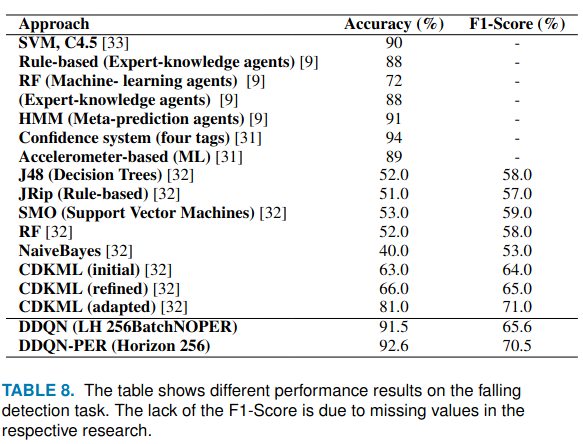 Approach Accuracy (%) F1-Score (%)
SVM, C4.5 [33] 90 -
Rule-based (Expert-knowledge agents) [9] 88 -
RF (Machine- learning agents) [9] 72 -
(Expert-knowledge agents) [9] 88 -
HMM (Meta-prediction agents) [9] 91 -
Confidence system (four tags) [31] 94 -
Accelerometer-based (ML) [31] 89 -
J48 (Decision Trees) [32] 52.0 58.0
JRip (Rule-based) [32] 51.0 57.0
SMO (Support Vector Machines) [32] 53.0 59.0
RF [32] 52.0 58.0
NaiveBayes [32] 40.0 53.0
CDKML (initial) [32] 63.0 64.0
CDKML (refined) [32] 66.0 65.0
CDKML (adapted) [32] 81.0 71.0
DDQN (LH 256BatchNOPER) 91.5 65.6
DDQN-PER (Horizon 256) 92.6 70.5
TABLE 8. The table shows different performance results on the falling
detection task. The lack of the F1-Score is due to missing values in the
respective research.